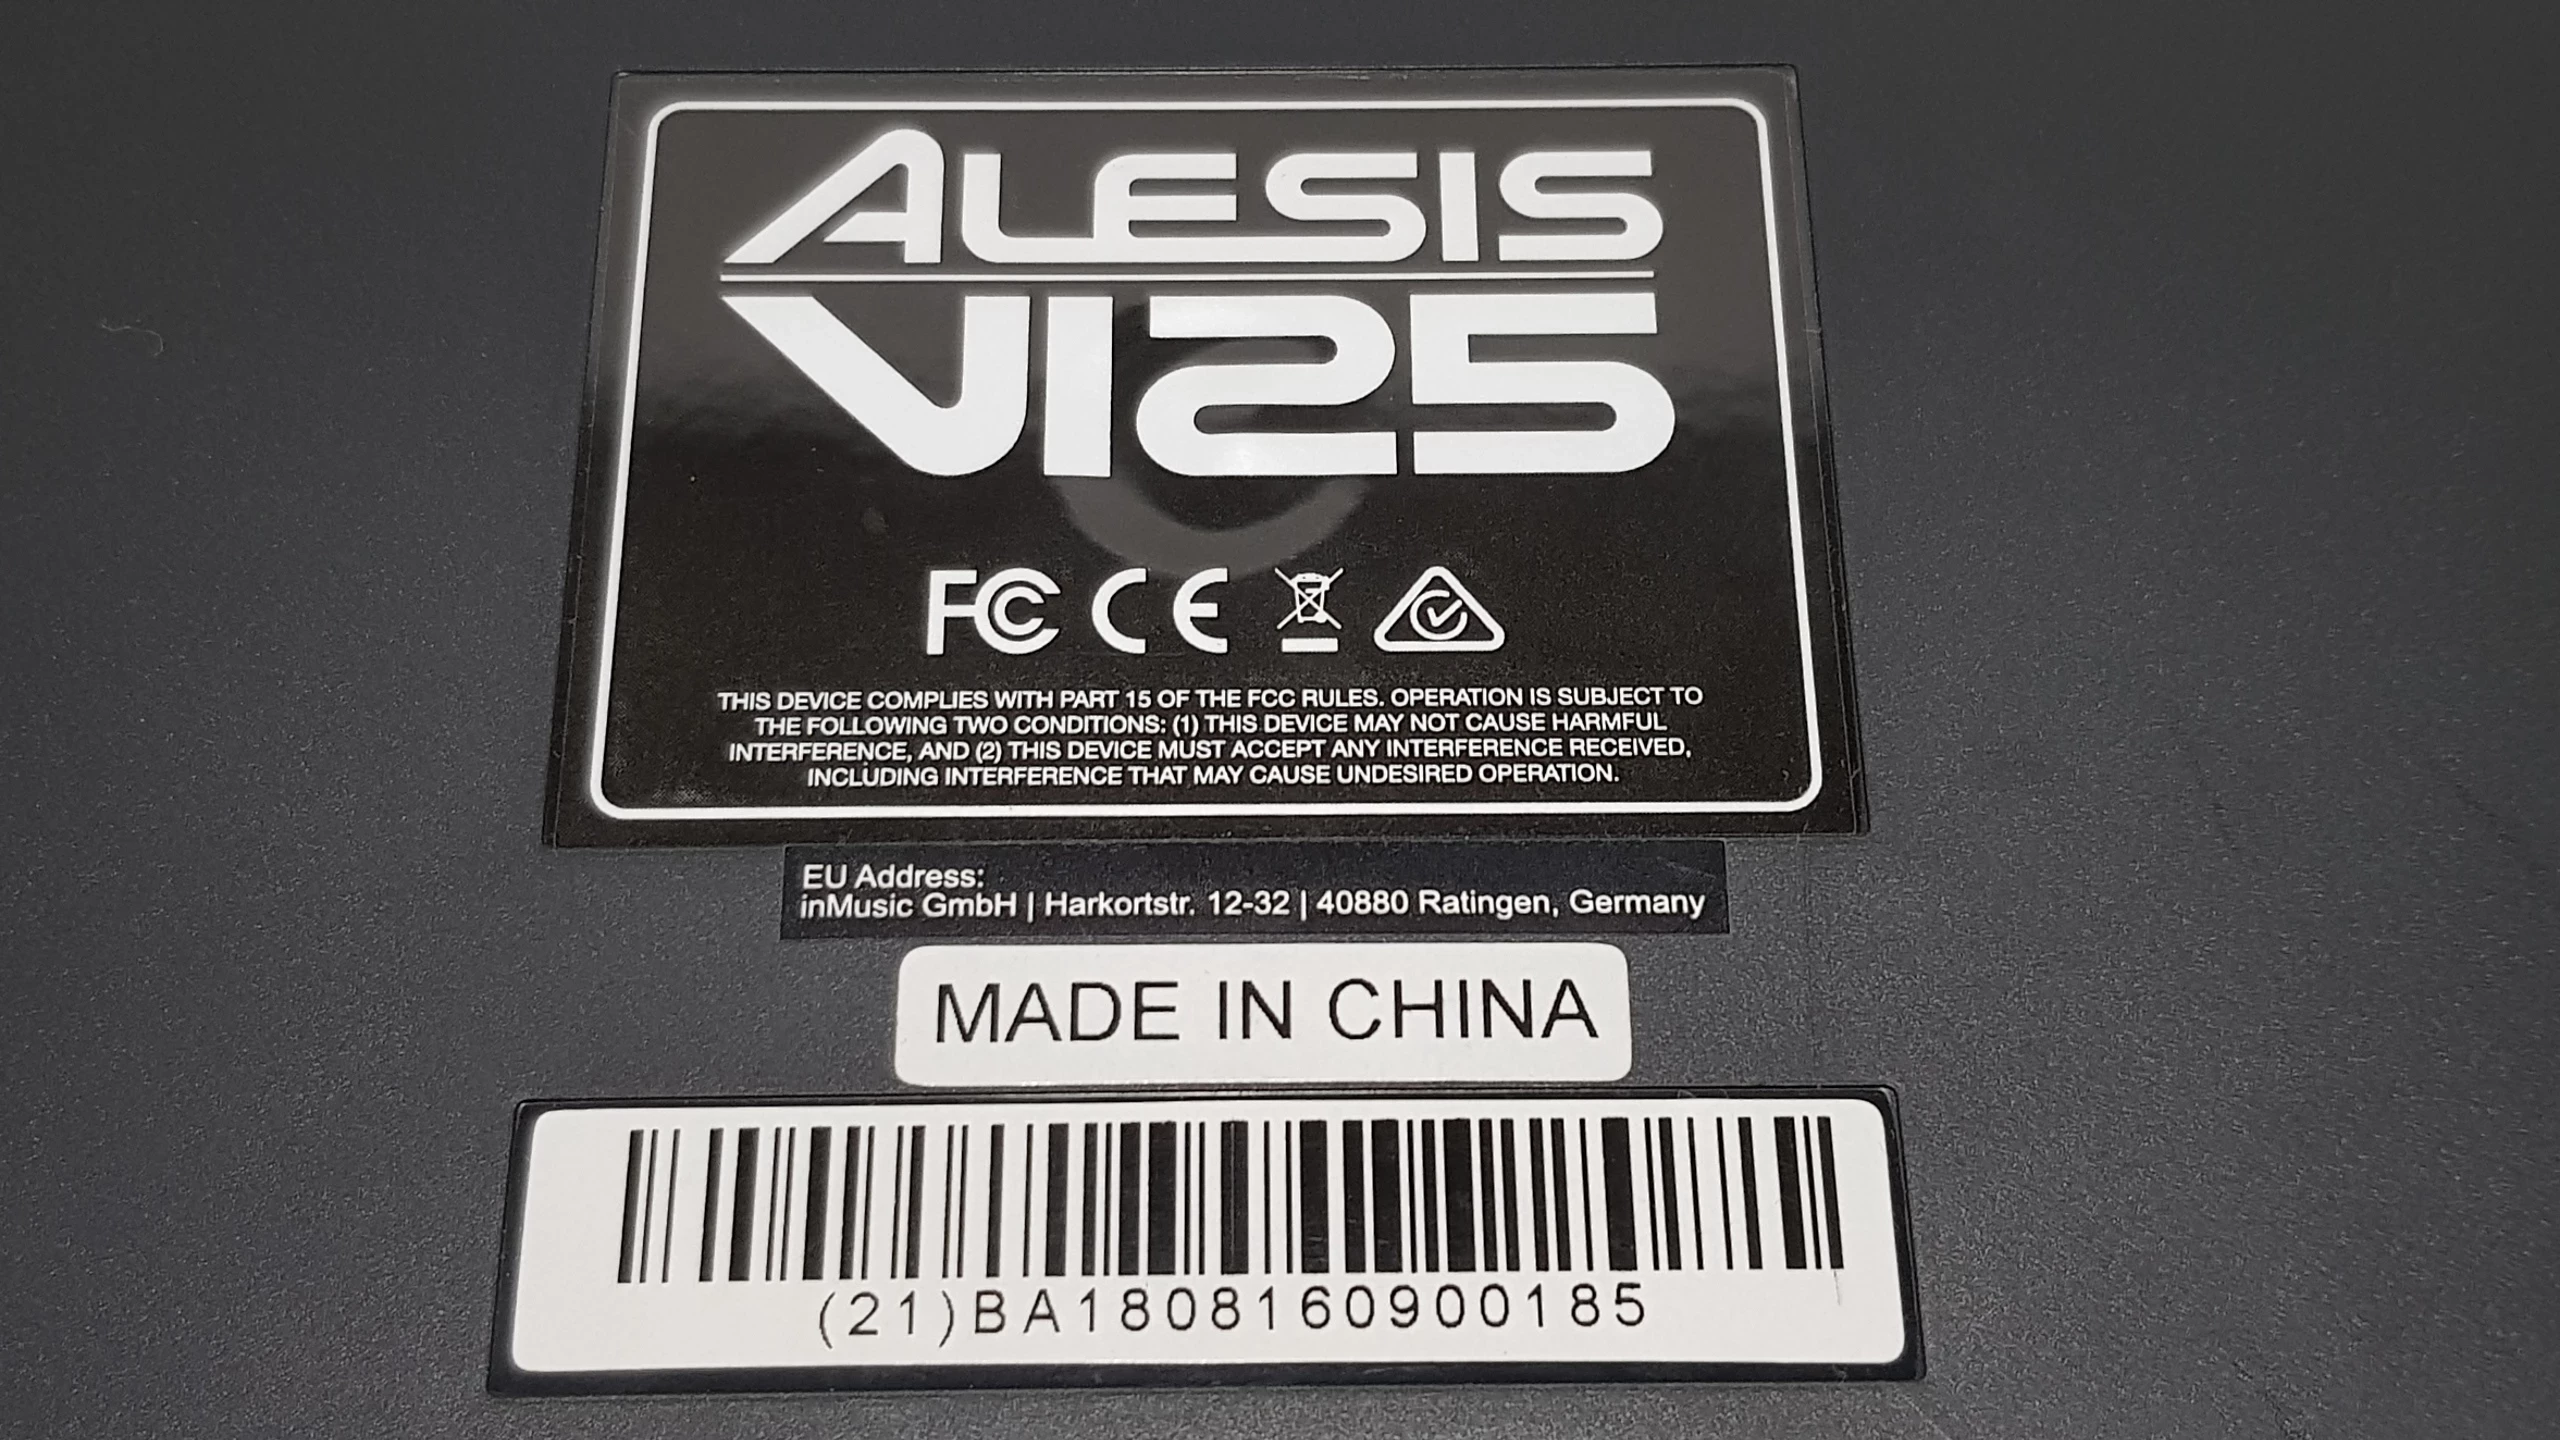 ALESIS
VI25
FC CE
THIS DEVICE COMPLIES WITH PART 15 OF THE FCC RULES. OPERATION IS SUBJECT TO
THE FOLLOWING TWO CONDITIONS: (1) THIS DEVICE MAY NOT CAUSE HARMFUL
INTERFERENCE, AND (2) THIS DEVICE MUST ACCEPT ANY INTERFERENCE RECEIVED,
INCLUDING INTERFERENCE THAT MAY CAUSE UNDESIRED OPERATION.
EU Address:
inMusic GmbH | Harkortstr. 12-32 | 40880 Ratingen, Germany
MADE IN CHINA
(21)BA1808160900185